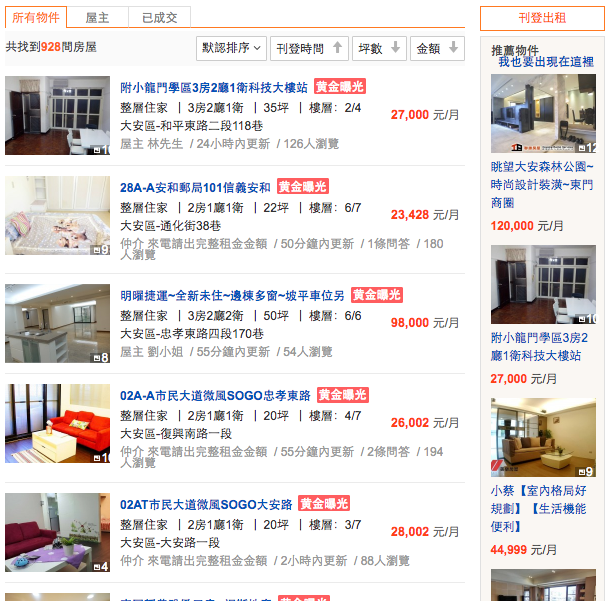 所有物件 屋主 已成交
共找到928間房屋
默認排序 刊登時間 坪數 金額
附小龍門學區3房2廳1衛科技大樓站 黄金曝光
整層住家 | 3房2廳1衛 | 35坪 | 樓層：2/4
大安區-和平東路二段118巷
屋主 林先生 / 24小時內更新 / 126人瀏覽
27,000 元/月
10
28A-A安和郵局101信義安和 黄金曝光
整層住家 | 2房1廳1衛 | 22坪 | 樓層：6/7
大安區-通化街38巷
仲介 來電請出完整租金金額 / 50分鐘內更新 / 1條問答 / 180
人瀏覽
23,428 元/月
9
明曜捷運~全新未住~邊棟多窗~坡平車位另 黄金曝光
整層住家 | 3房2廳2衛 | 50坪 | 樓層：6/6
大安區-忠孝東路四段170巷
屋主 劉小姐 / 55分鐘內更新 / 54人瀏覽
98,000 元/月
8
02A-A市民大道微風SOGO忠孝東路 黄金曝光
整層住家 | 2房1廳1衛 | 20坪 | 樓層：4/7
大安區-復興南路一段
仲介 來電請出完整租金金額 / 55分鐘內更新 / 2條問答 / 194
人瀏覽
26,002 元/月
10
02AT市民大道微風SOGO大安路 黄金曝光
整層住家 | 2房1廳1衛 | 20坪 | 樓層：3/7
大安區-大安路一段
仲介 來電請出完整租金金額 / 2小時內更新 / 88人瀏覽
28,002 元/月
4
刊登出租
推薦物件
我也要出現在這裡
12
眺望大安森林公園~
時尚設計裝潢~東門
商圈
120,000 元/月
10
附小龍門學區3房2
廳1衛科技大樓站
27,000 元/月
9
小蔡【室內格局好
規劃】【生活機能
便利】
44,999 元/月